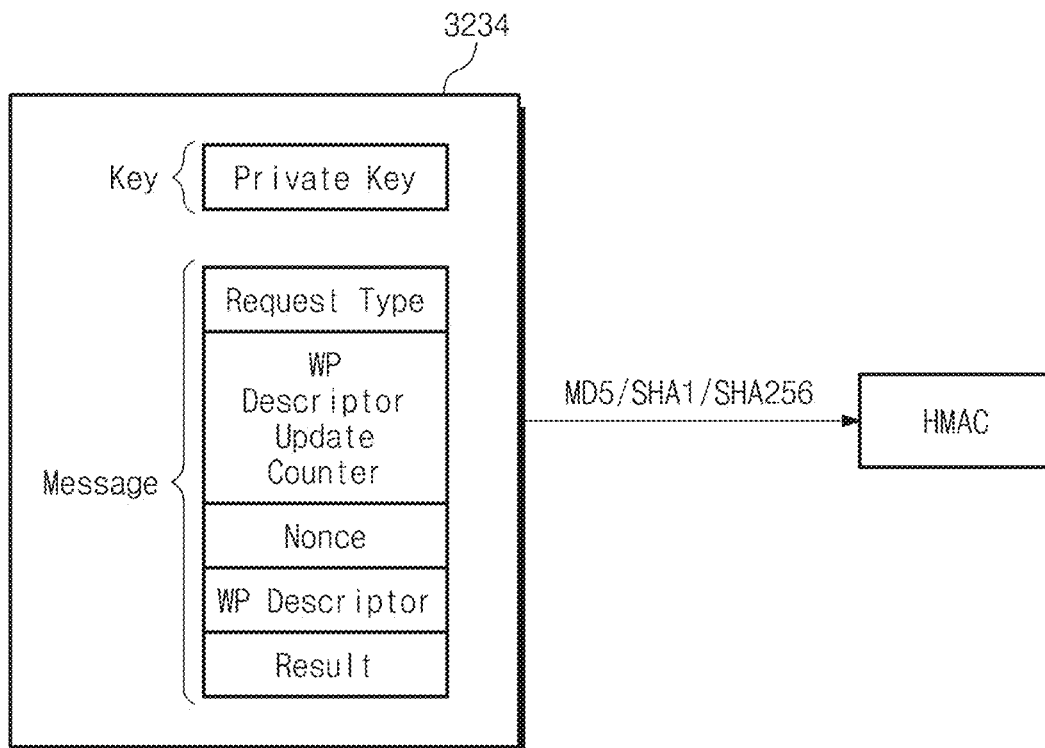 3234
Key
Private Key
Message
Request Type
WP
Descriptor
Update
Counter
Nonce
WP Descriptor
Result
MD5/SHA1/SHA256
HMAC